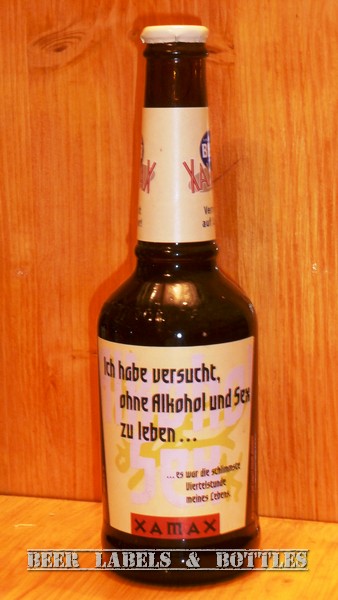 XAMAX
Ich habe versucht,
ohne Alkohol und Sex
zu leben ...
... es war die schlimmste
Viertelstunde
meines Lebens.
XAMAX
BEER LABELS & BOTTLES